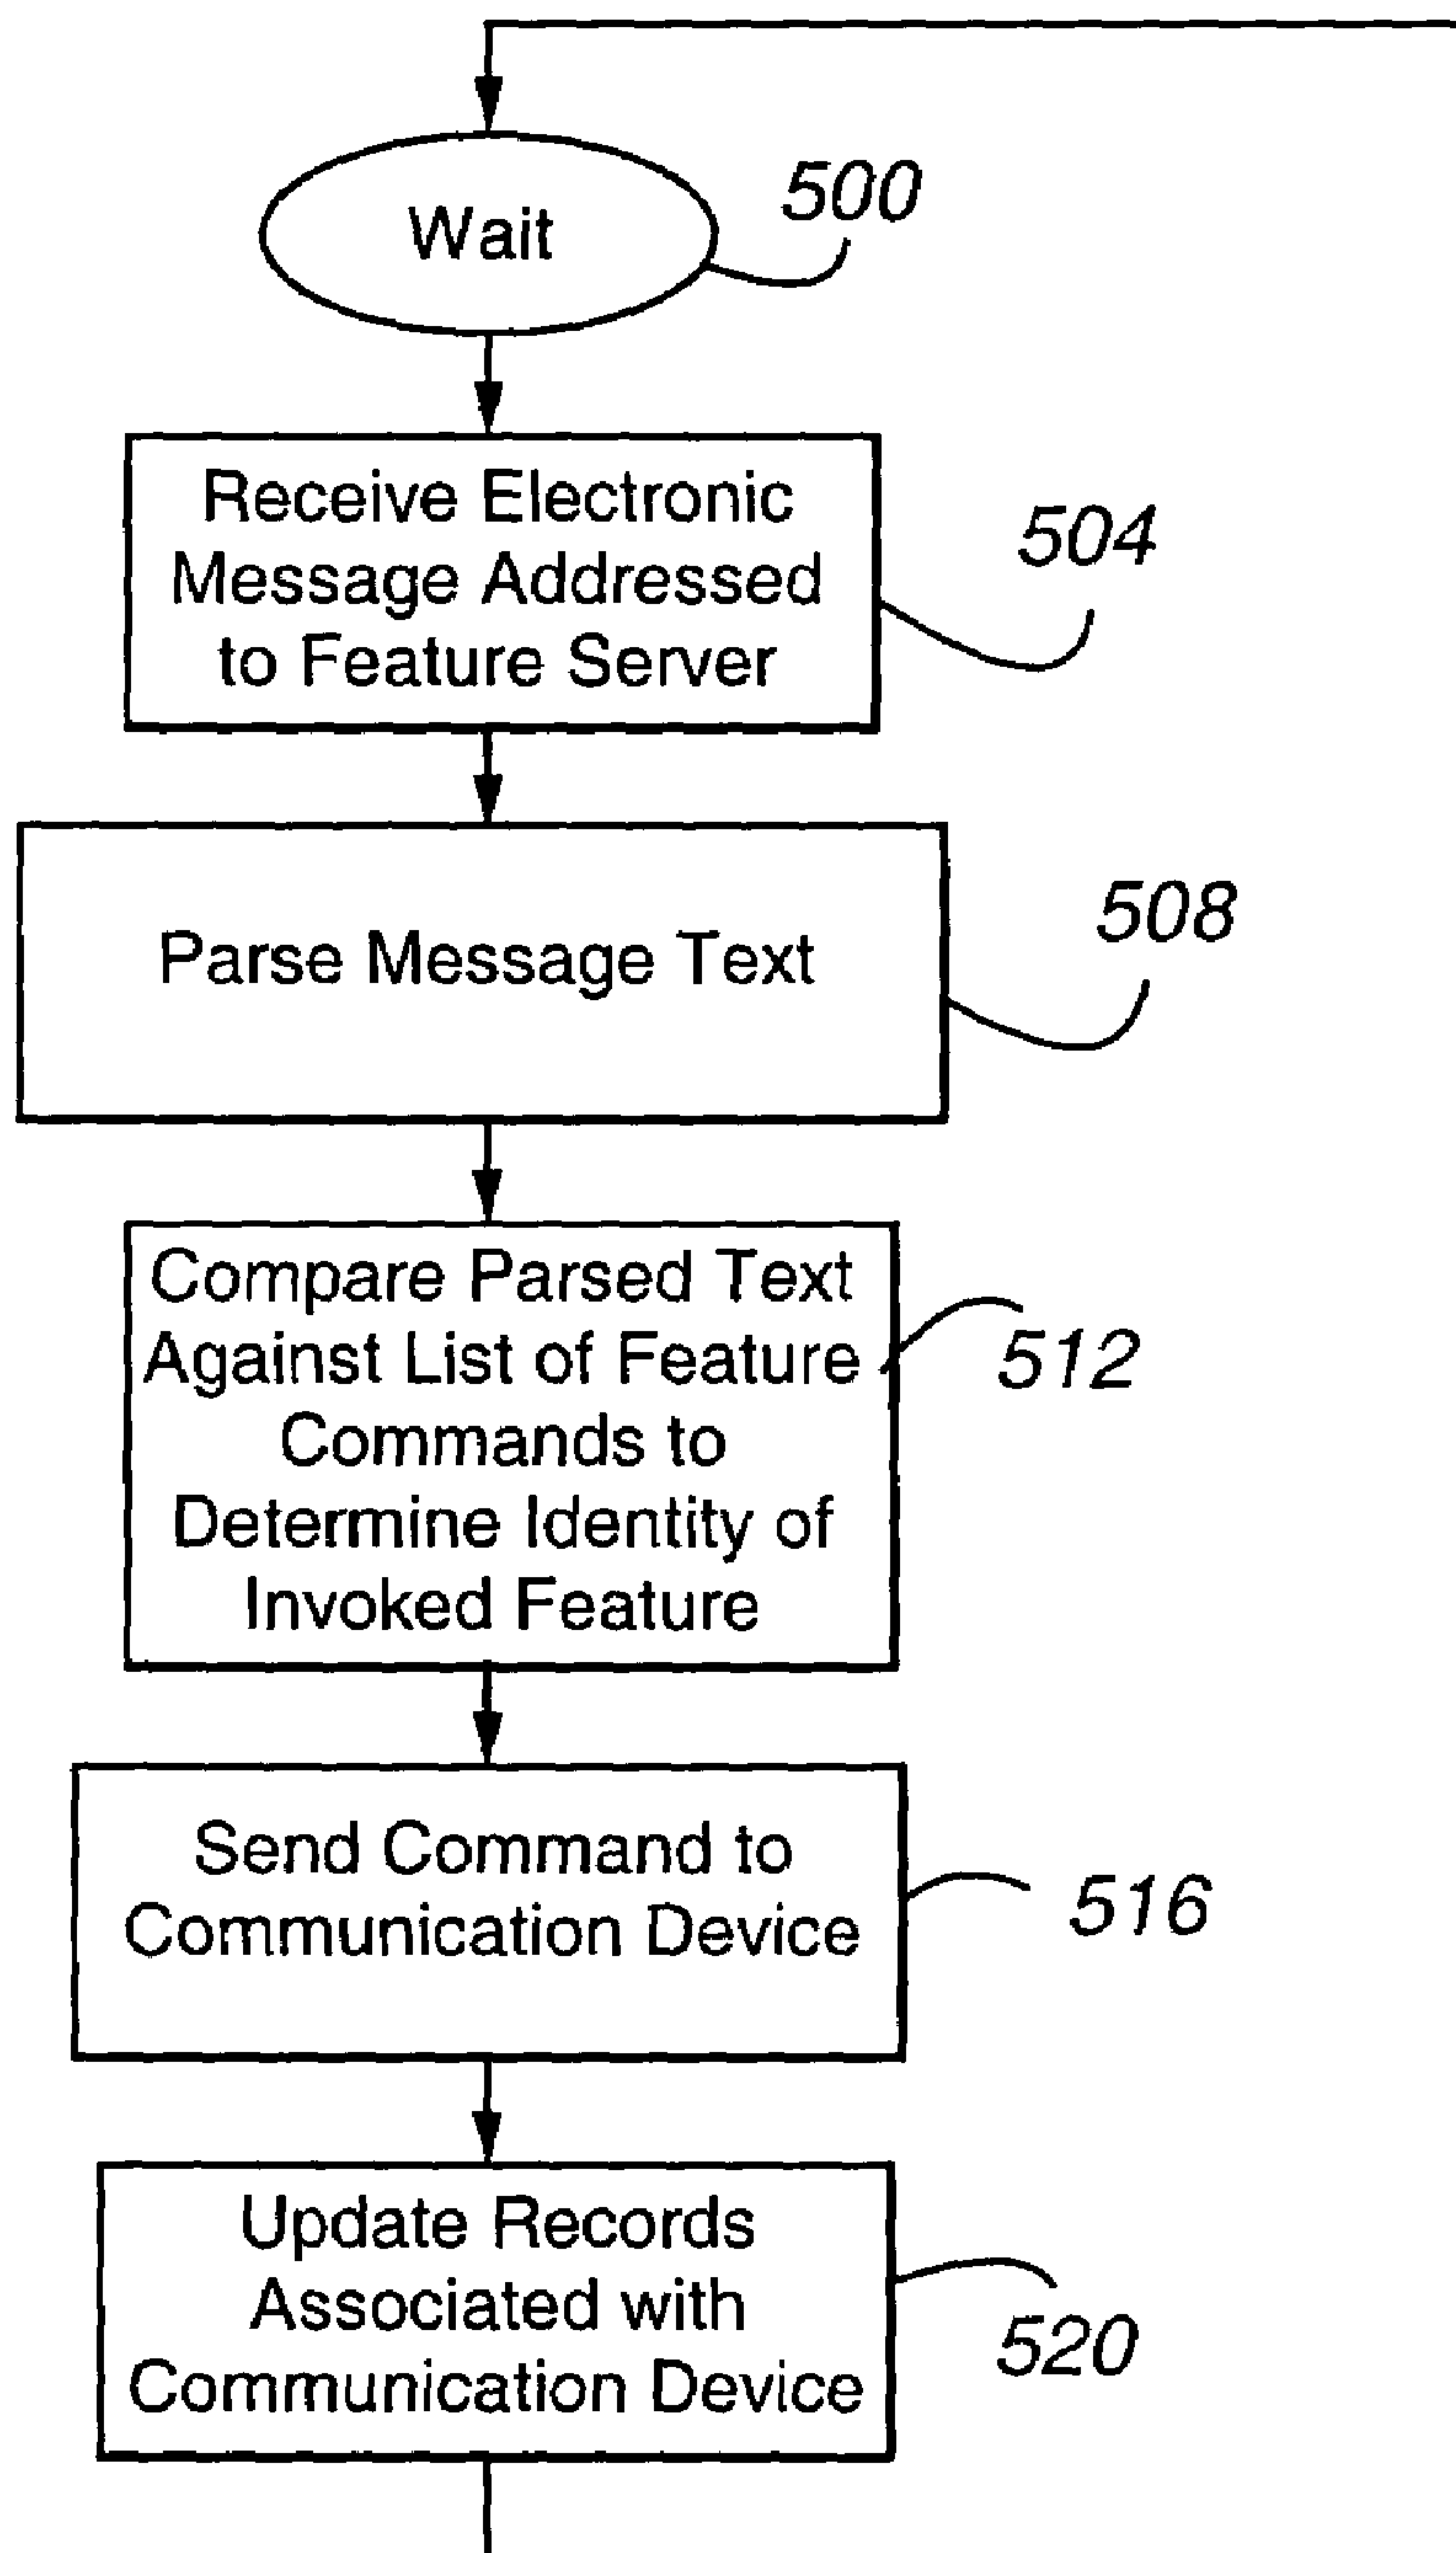 Wait
500
Receive Electronic
Message Addressed
to Feature Server
504
Parse Message Text
508
Compare Parsed Text
Against List of Feature
Commands to
Determine Identity of
Invoked Feature
512
Send Command to
Communication Device
516
Update Records
Associated with
Communication Device
520